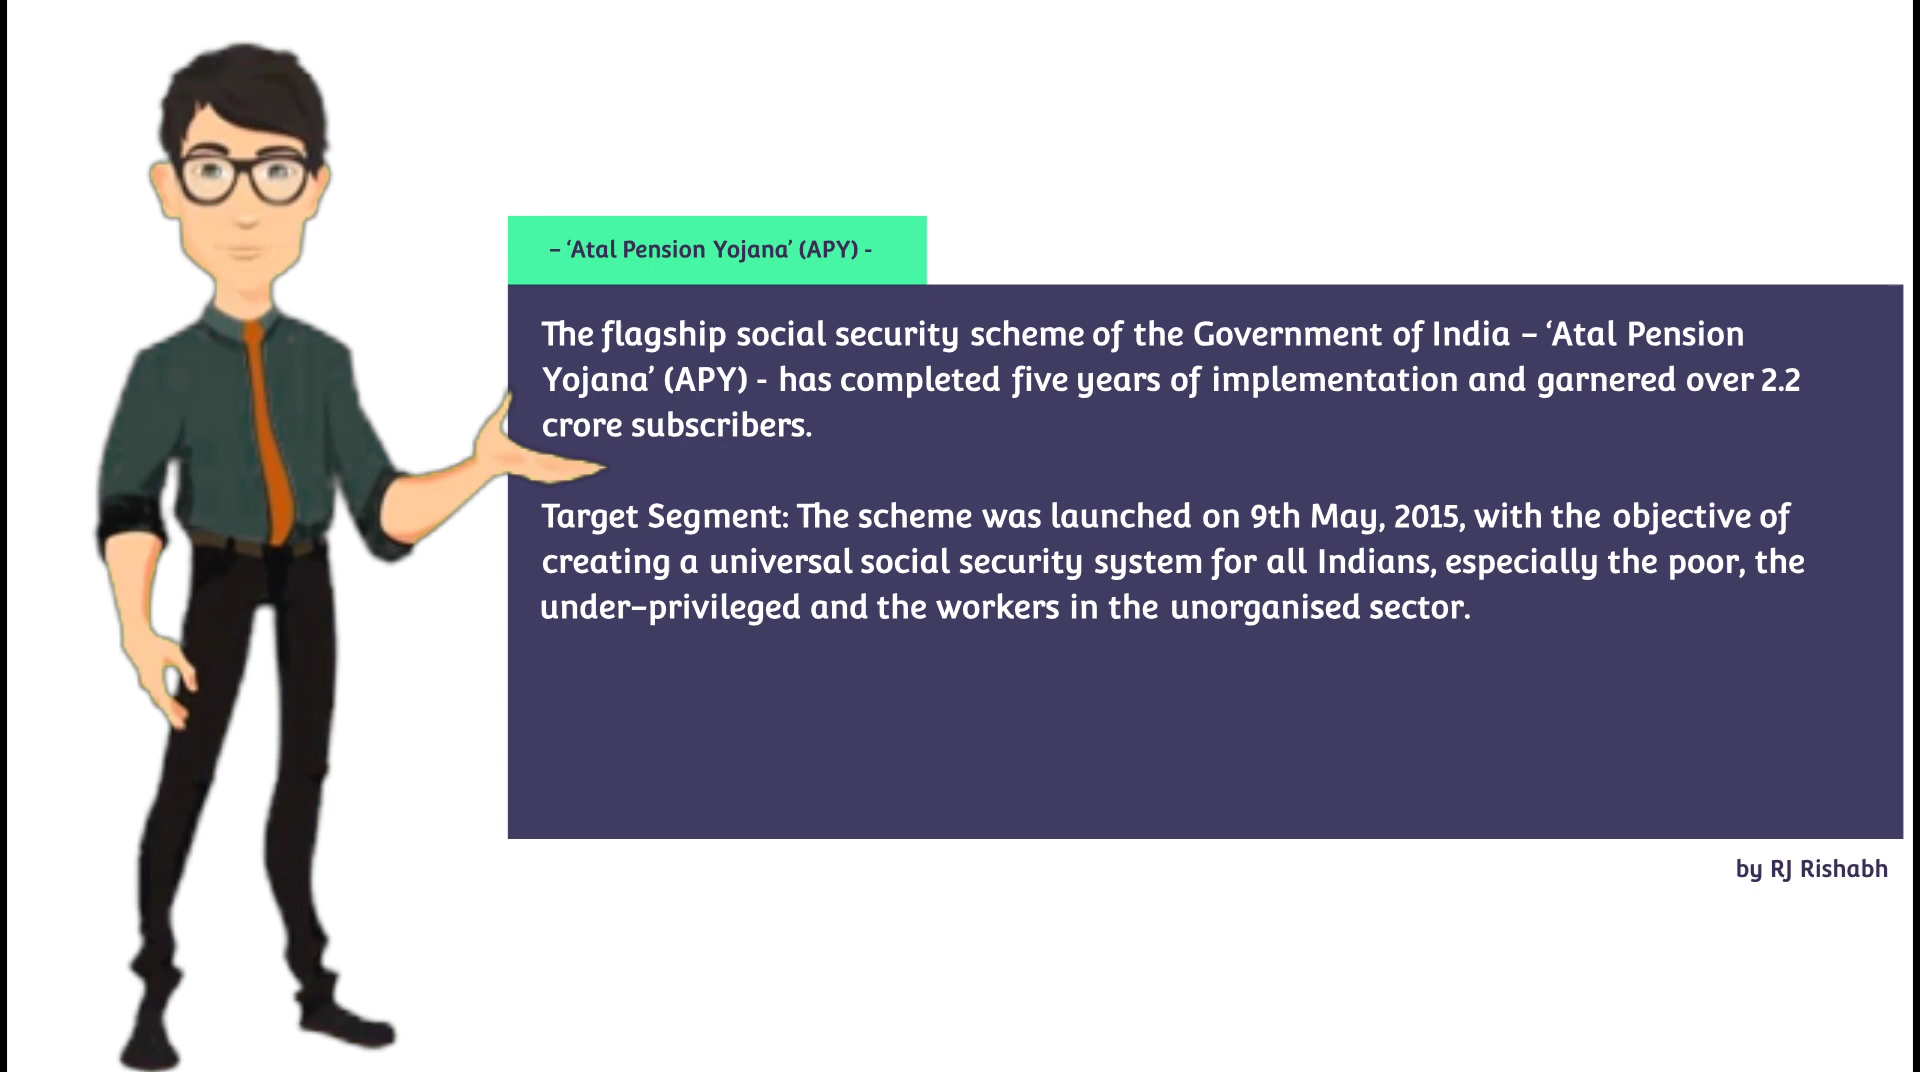 – ‘Atal Pension Yojana’ (APY) -
The flagship social security scheme of the Government of India – ‘Atal Pension
Yojana’ (APY) - has completed five years of implementation and garnered over 2.2
crore subscribers.
Target Segment: The scheme was launched on 9th May, 2015, with the objective of
creating a universal social security system for all Indians, especially the poor, the
under–privileged and the workers in the unorganised sector.
by RJ Rishabh